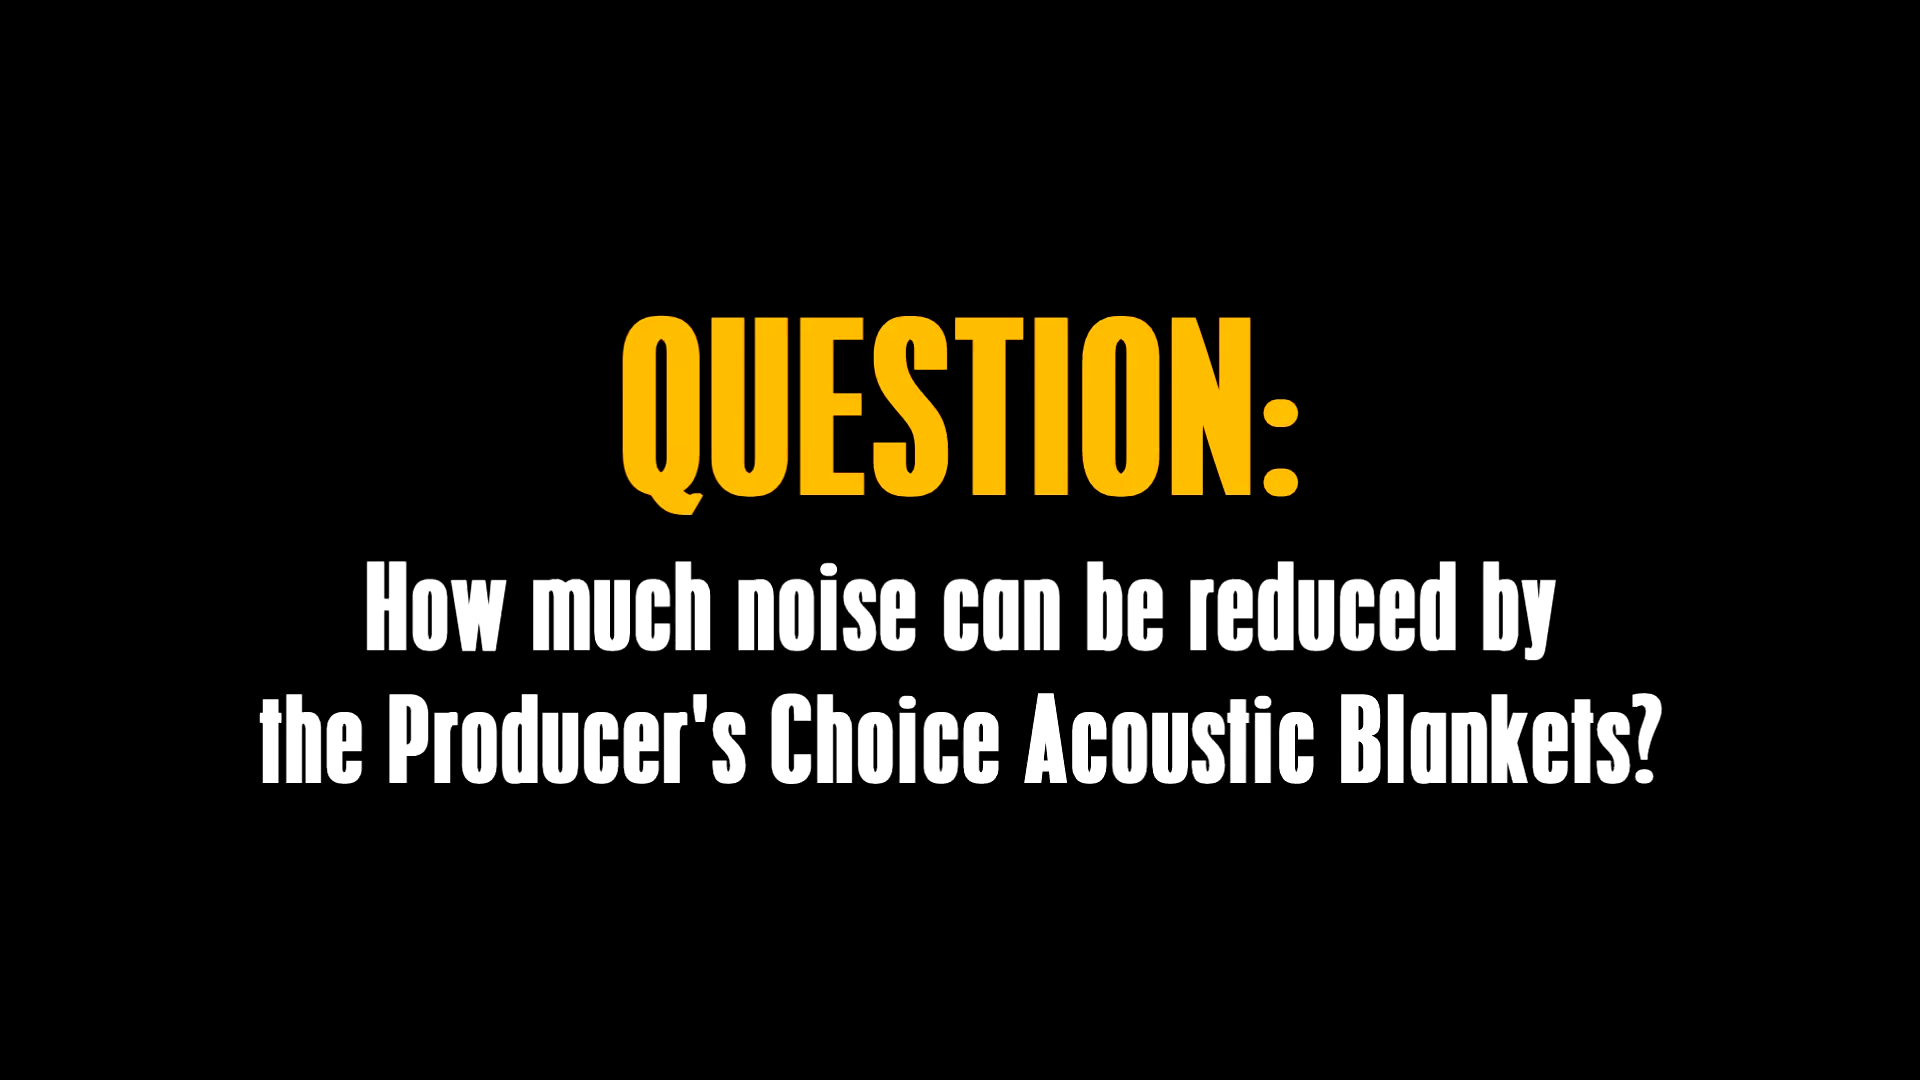 QUESTION:
How much noise can be reduced by
the Producer's Choice Acoustic Blankets?